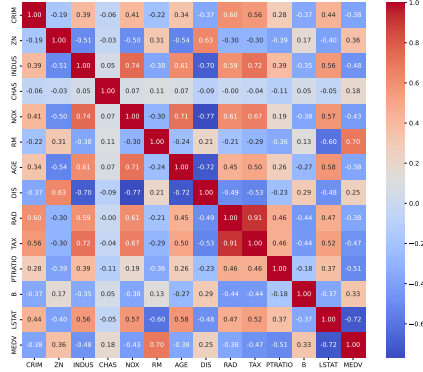 CRIM 1.00 -0.19 0.39 -0.06 0.41 -0.22 0.34 -0.37 0.60 0.56 0.28 -0.37 0.44 -0.38
ZN -0.19 1.00 -0.51 -0.03 -0.50 0.31 -0.54 0.63 -0.30 -0.30 -0.39 0.17 -0.40 0.36
INDUS 0.39 -0.51 1.00 0.05 0.74 -0.38 0.61 -0.70 0.59 0.72 0.39 -0.35 0.56 -0.48
CHAS -0.06 -0.03 0.05 1.00 0.07 0.11 0.07 -0.09 -0.00 -0.04 -0.11 0.05 -0.05 0.18
NOX 0.41 -0.50 0.74 0.07 1.00 -0.30 0.71 -0.77 0.61 0.67 0.19 -0.38 0.57 -0.43
RM -0.22 0.31 -0.38 0.11 -0.30 1.00 -0.24 0.21 -0.21 -0.29 -0.36 0.13 -0.60 0.70
AGE 0.34 -0.54 0.61 0.07 0.71 -0.24 1.00 -0.72 0.45 0.50 0.26 -0.27 0.58 -0.38
DIS -0.37 0.63 -0.70 -0.09 -0.77 0.21 -0.72 1.00 -0.49 -0.53 -0.23 0.29 -0.48 0.25
RAD 0.60 -0.30 0.59 -0.00 0.61 -0.21 0.45 -0.49 1.00 0.91 0.46 -0.44 0.47 -0.38
TAX 0.56 -0.30 0.72 -0.04 0.67 -0.29 0.50 -0.53 0.91 1.00 0.46 -0.44 0.52 -0.47
PTRATIO 0.28 -0.39 0.39 -0.11 0.19 -0.36 0.26 -0.23 0.46 0.46 1.00 -0.18 0.37 -0.51
B -0.37 0.17 -0.35 0.05 -0.38 0.13 -0.27 0.29 -0.44 -0.44 -0.18 1.00 -0.37 0.33
LSTAT 0.44 -0.40 0.56 -0.05 0.57 -0.60 0.58 -0.48 0.47 0.52 0.37 -0.37 1.00 -0.72
MEDV -0.38 0.36 -0.48 0.18 -0.43 0.70 -0.38 0.25 -0.38 -0.47 -0.51 0.33 -0.72 1.00
CRIM ZN INDUS CHAS NOX RM AGE DIS RAD TAX PTRATIO B LSTAT MEDV
1.0
0.8
0.6
0.4
0.2
0.0
-0.2
-0.4
-0.6